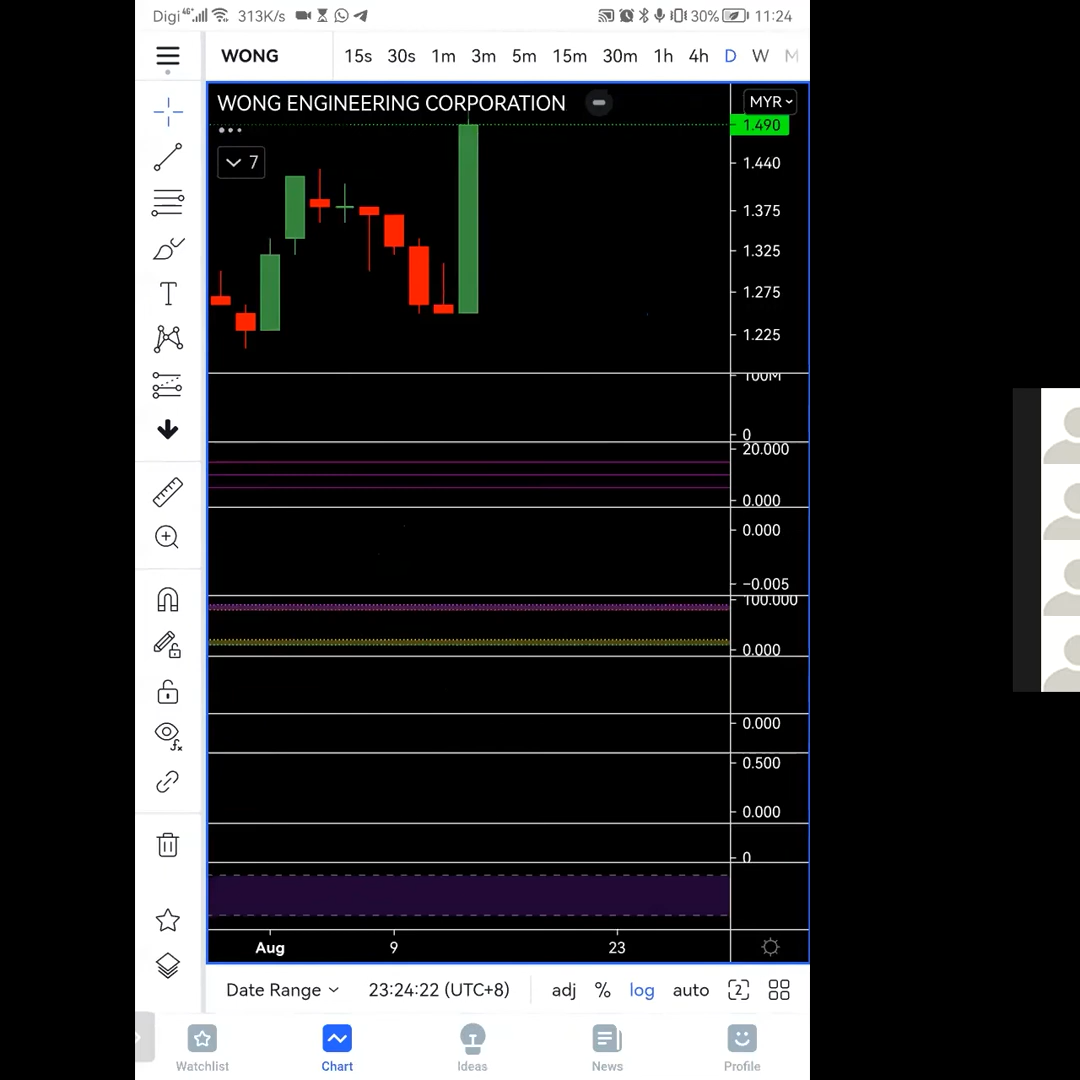 Digi 4G 313K/s 30% 11:24
WONG 15s 30s 1m 3m 5m 15m 30m 1h 4h D W M
WONG ENGINEERING CORPORATION
MYR
1.490
7
1.440
1.375
1.325
1.275
1.225
100M
0
20.000
0.000
0.000
−0.005
100.000
0.000
0.000
0.500
0.000
0
Aug 9 23
Date Range 23:24:22 (UTC+8) adj % log auto 2
Watchlist Chart Ideas News Profile